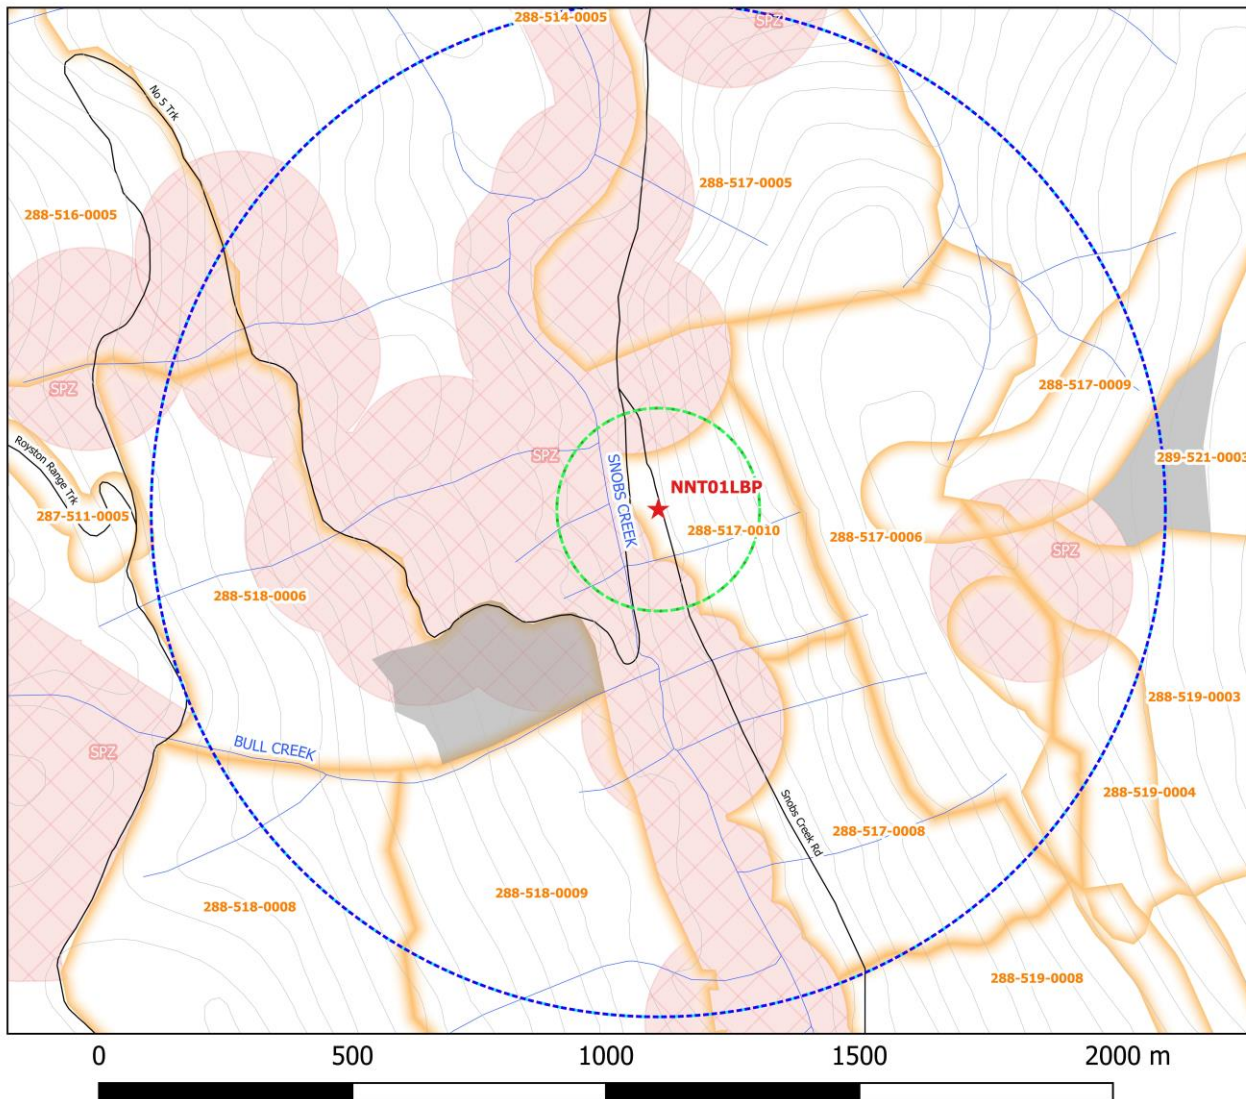 288-514-0005
SPZ
No 5 Trk
288-517-0005
288-516-0005
SPZ
288-517-0009
Royston Range Trk
SPZ
289-521-0003
SNOBS CREEK
NNT01LBP
287-511-0005
288-517-0010
288-517-0006
SPZ
288-518-0006
288-519-0003
BULL CREEK
SPZ
288-519-0004
Snobs Creek Rd
288-517-0008
288-518-0009
288-518-0008
288-519-0008
0 500 1000 1500 2000 m